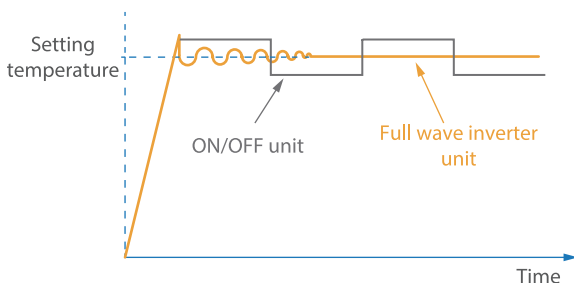 Setting
temperature
ON/OFF unit
Full wave inverter
unit
Time